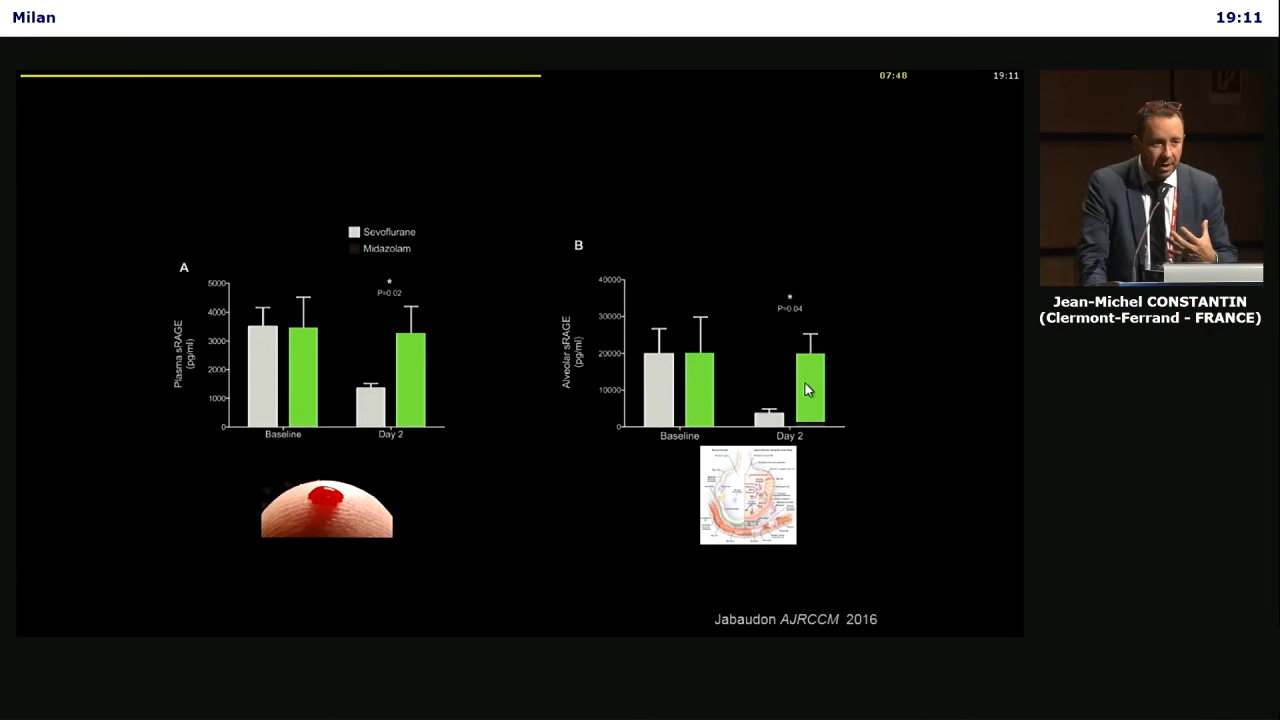 Milan
19:11
07:48
19:11
Sevoflurane
Midazolam
A
*
P=0.02
5000
4000
3000
2000
1000
0
Plasma sRAGE
(pg/ml)
Baseline
Day 2
B
*
P=0.04
40000
30000
20000
10000
0
Alveolar sRAGE
(pg/ml)
Baseline
Day 2
Jabaudon AJRCCM 2016
Jean-Michel CONSTANTIN
(Clermont-Ferrand - FRANCE)